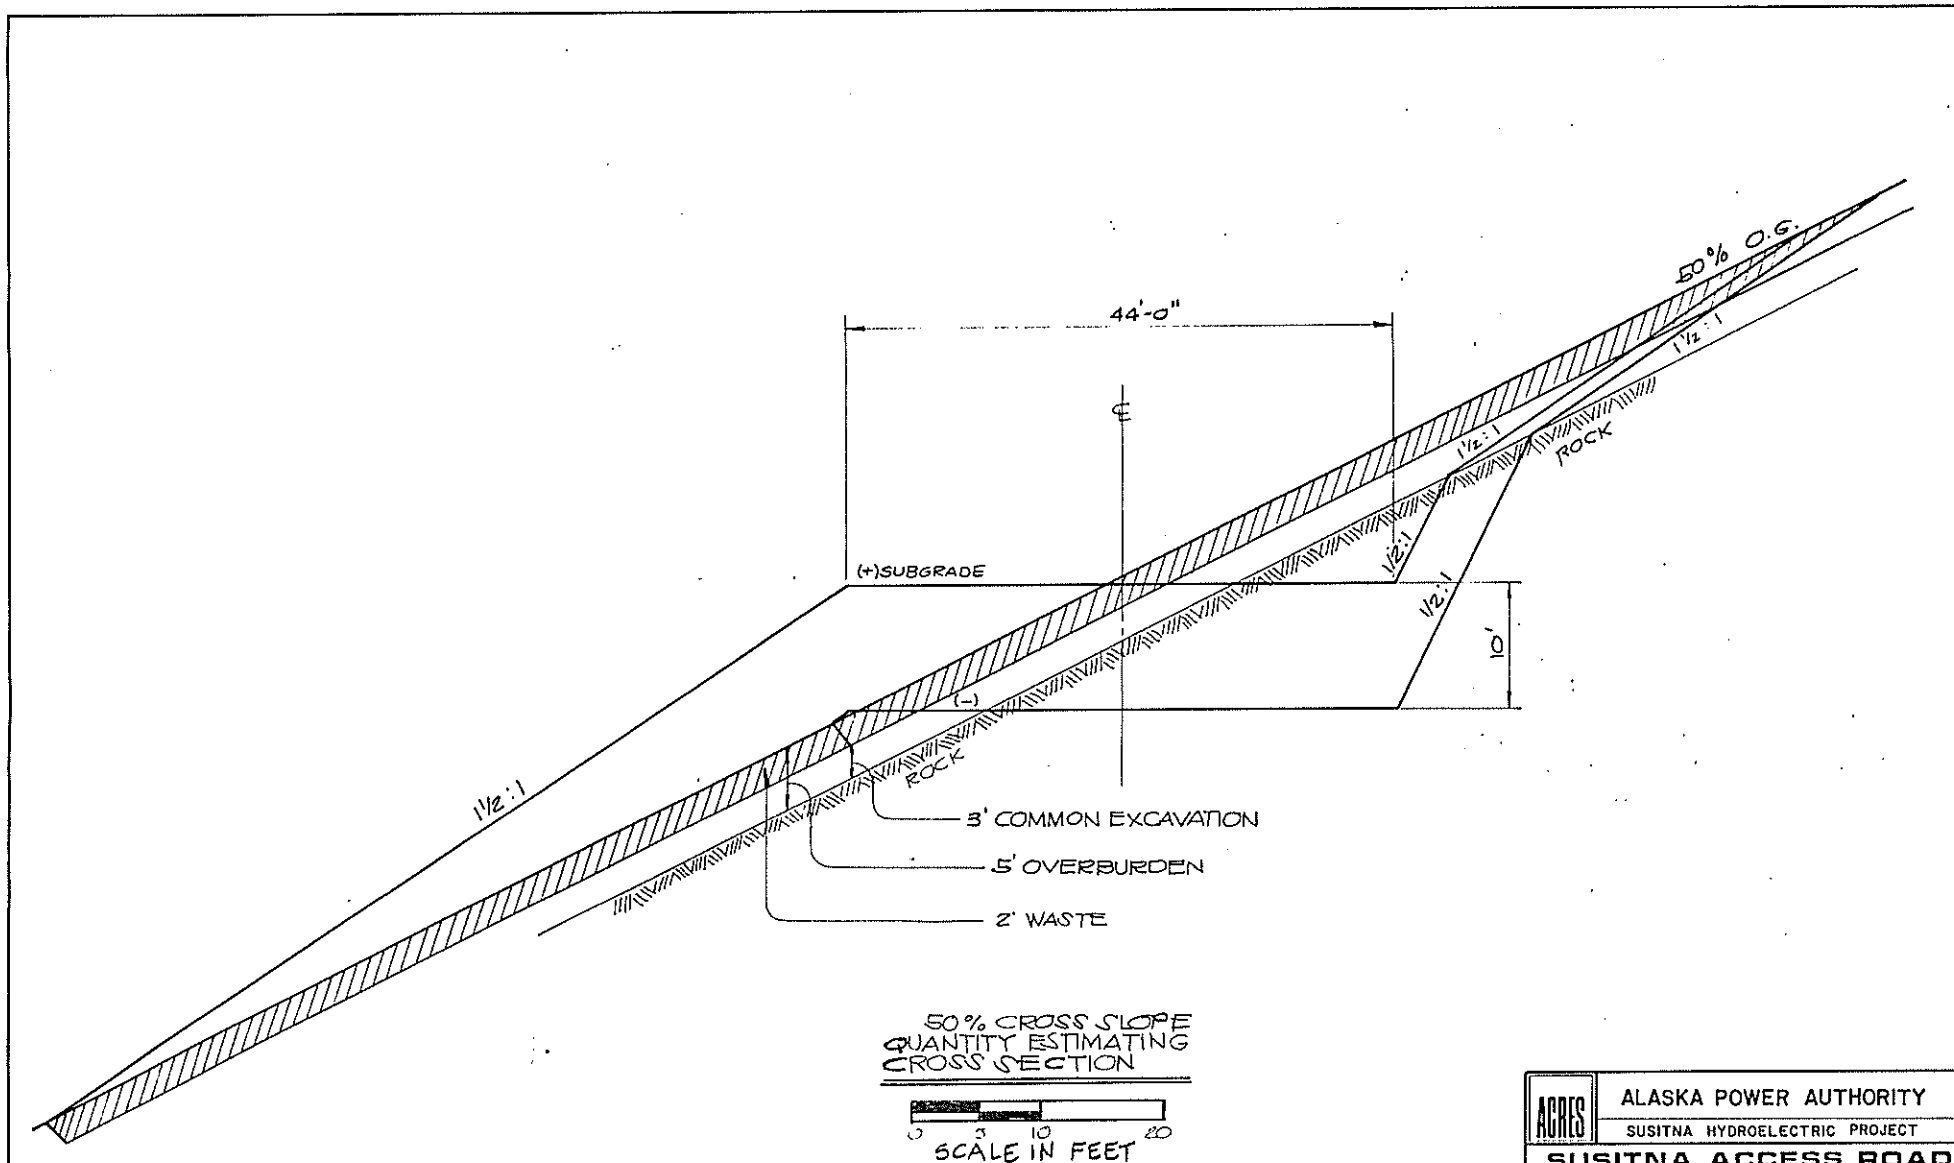 50% O.G.
44'-0"
1½:1
℄
1½:1
ROCK
(+) SUBGRADE
1/2:1
1/2:1
10'
(-)
ROCK
1½:1
3' COMMON EXCAVATION
5' OVERBURDEN
2' WASTE
50% CROSS SLOPE
QUANTITY ESTIMATING
CROSS SECTION
0 5 10 20
SCALE IN FEET
ACRES
ALASKA POWER AUTHORITY
SUSITNA HYDROELECTRIC PROJECT
SUSITNA ACCESS ROAD